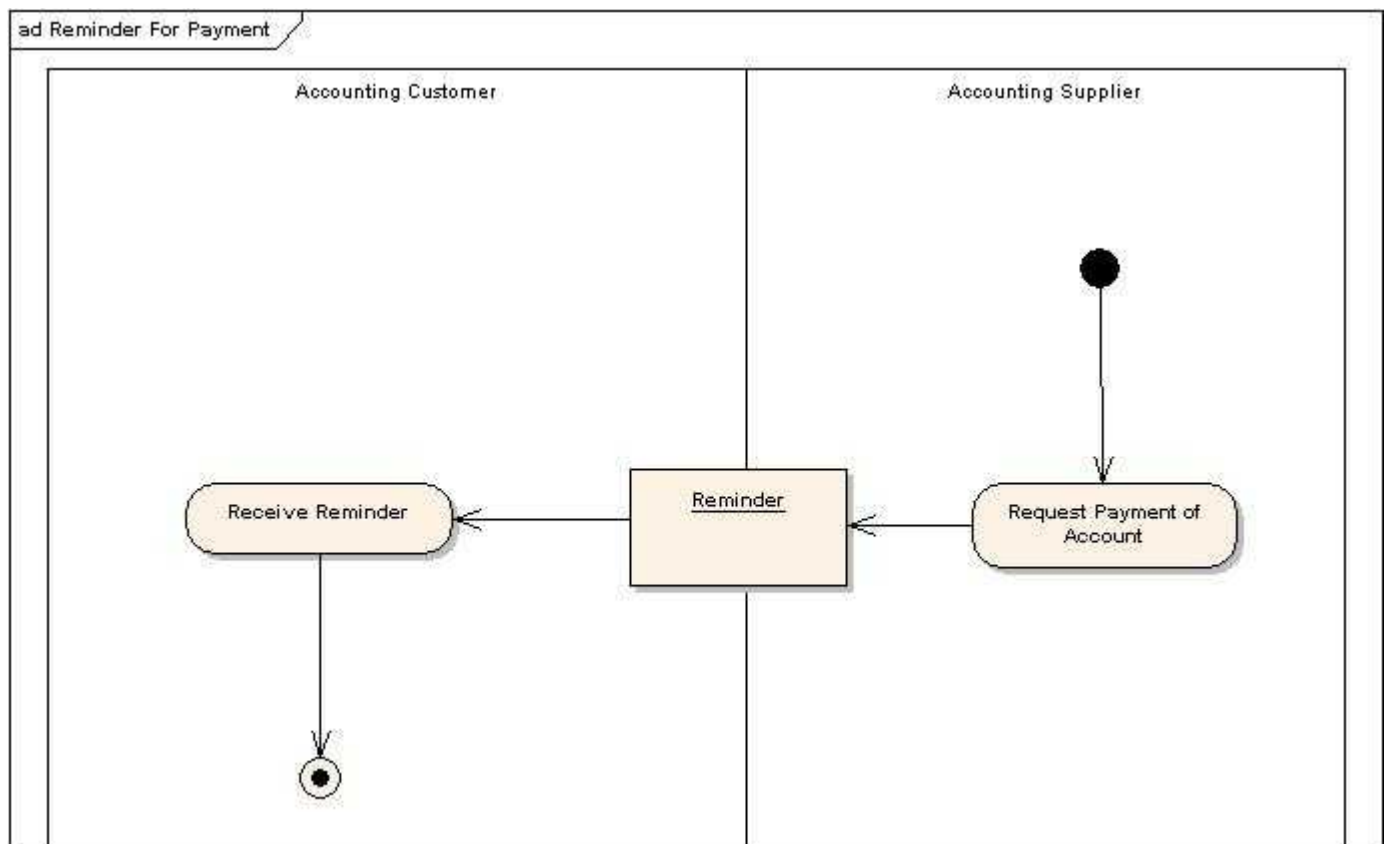 ad Reminder For Payment
Accounting Customer
Accounting Supplier
Receive Reminder
Reminder
Request Payment of
Account